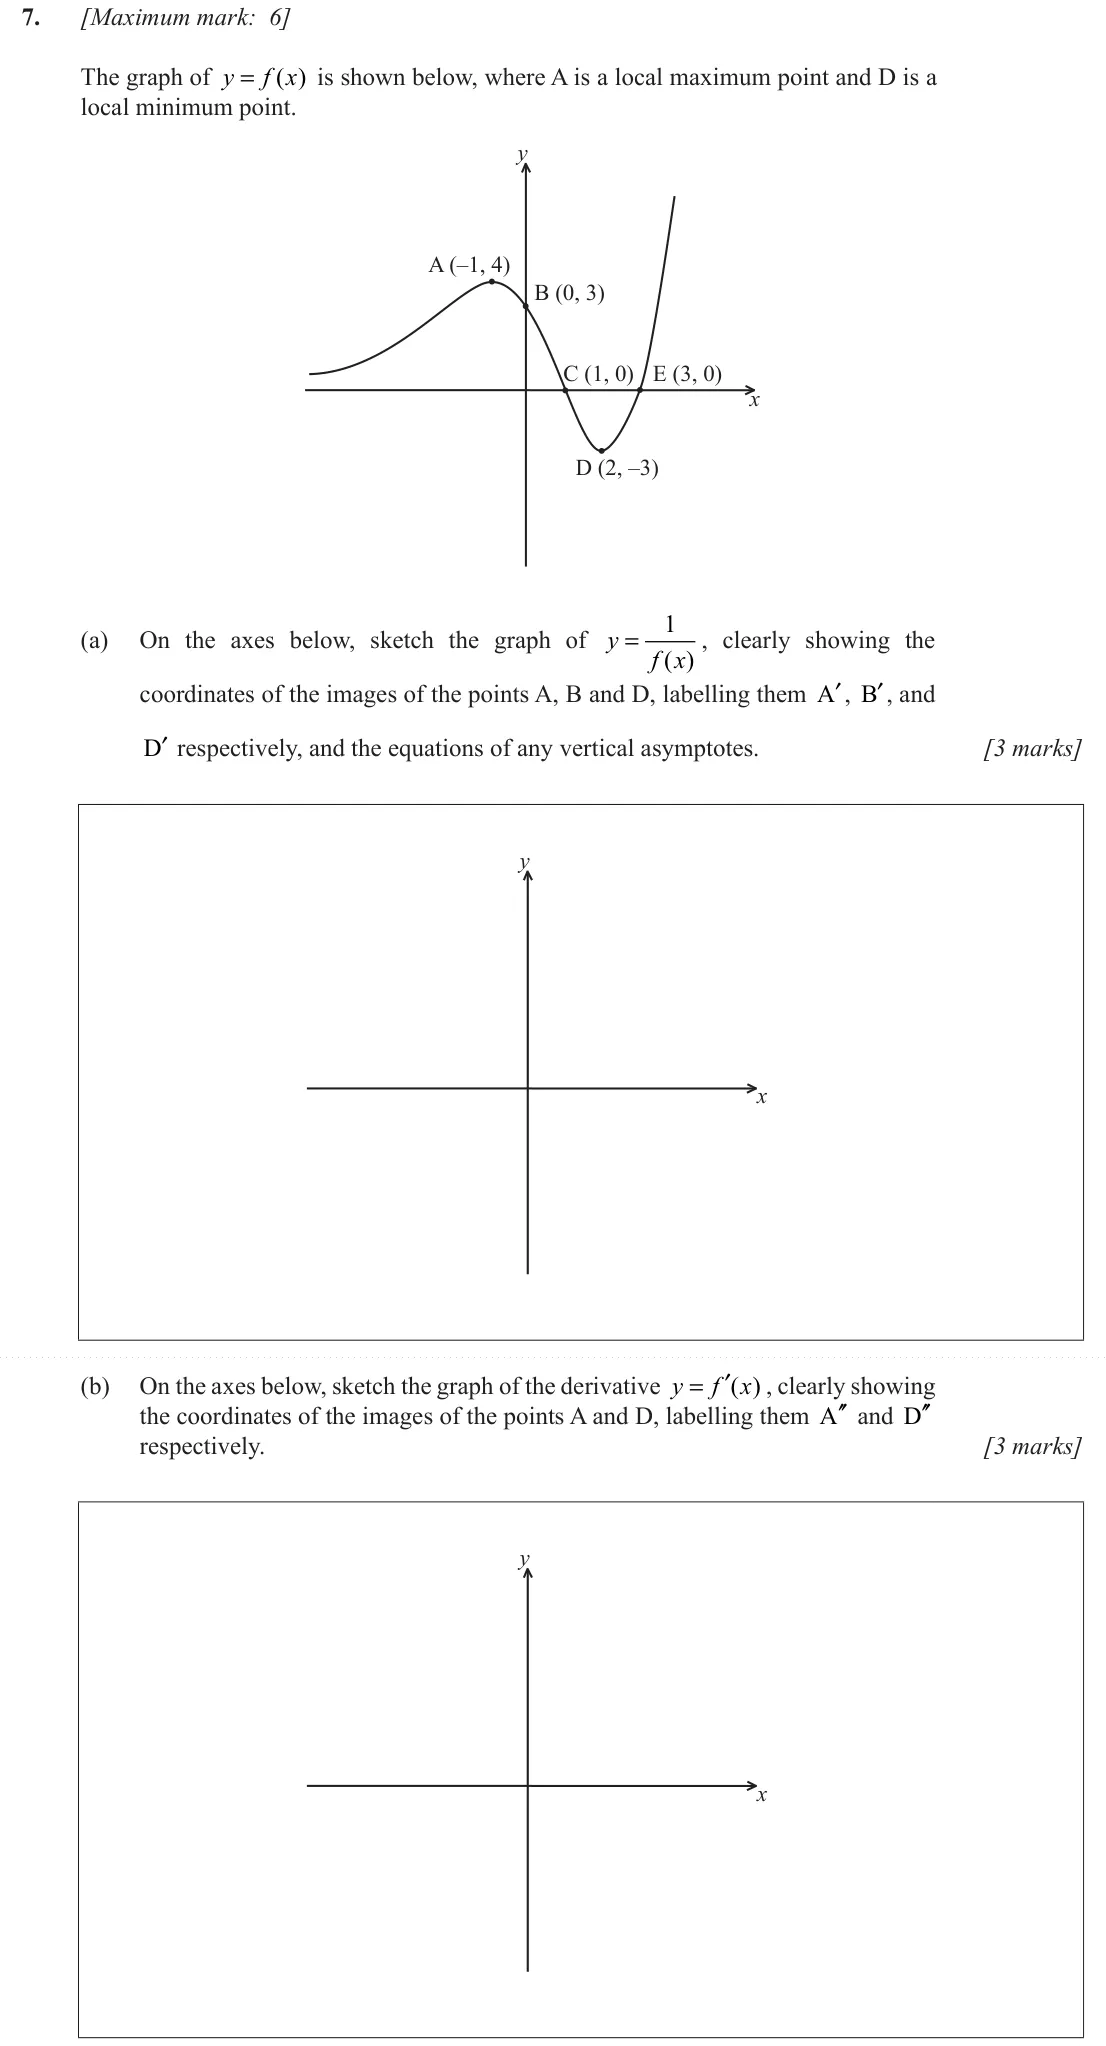 7. [Maximum mark: 6]
The graph of y = f(x) is shown below, where A is a local maximum point and D is a
local minimum point.
y
A (–1, 4)
B (0, 3)
C (1, 0) E (3, 0)
x
D (2, –3)
(a) On the axes below, sketch the graph of y = 1/f(x), clearly showing the
coordinates of the images of the points A, B and D, labelling them A′, B′, and
D′ respectively, and the equations of any vertical asymptotes. [3 marks]
y
x
(b) On the axes below, sketch the graph of the derivative y = f′(x), clearly showing
the coordinates of the images of the points A and D, labelling them A″ and D″
respectively. [3 marks]
y
x